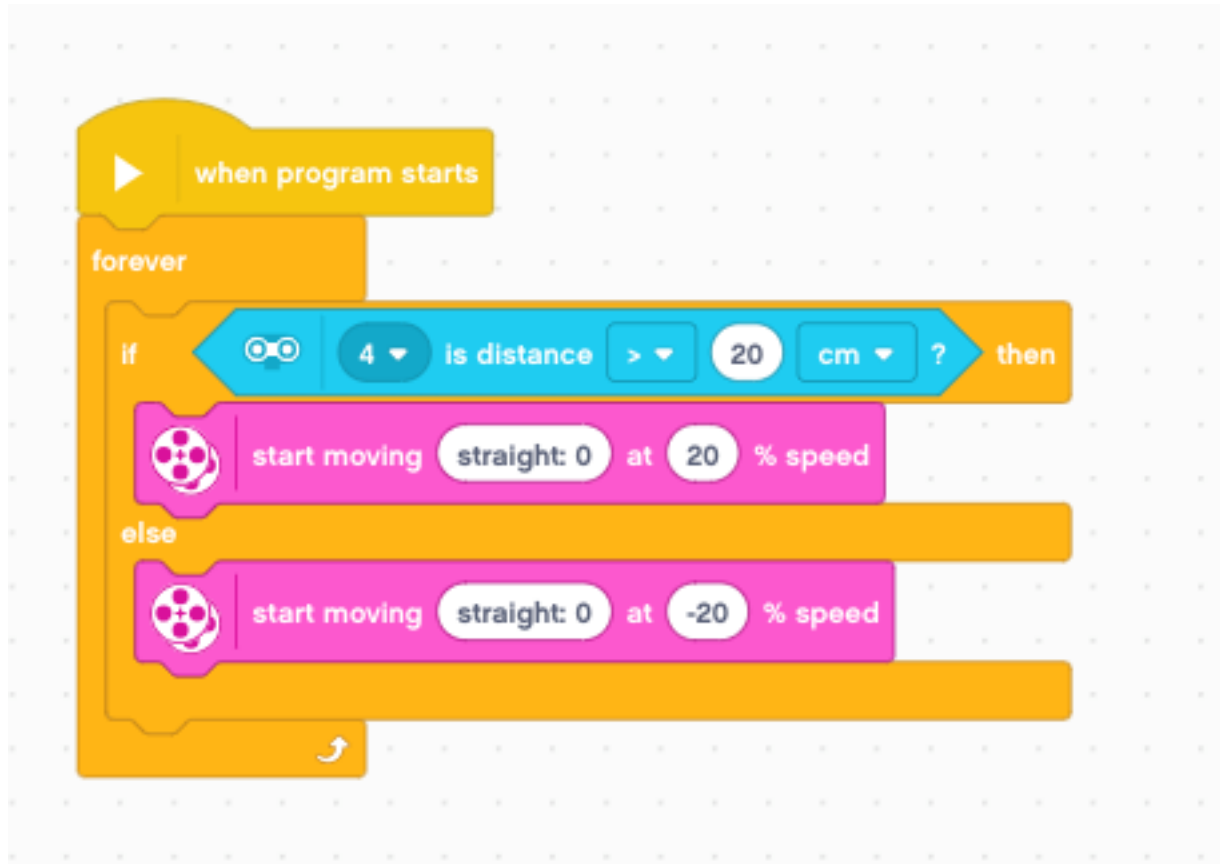 when program starts
forever
if 4 is distance > 20 cm ? then
start moving straight: 0 at 20 % speed
else
start moving straight: 0 at -20 % speed